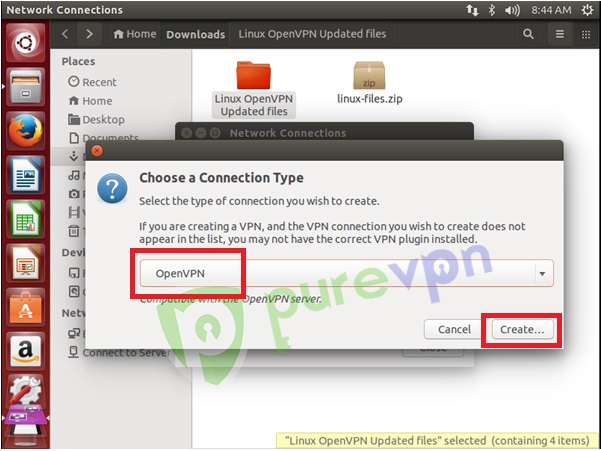 Network Connections
8:44 AM
Home
Downloads
Linux OpenVPN Updated files
Places
Recent
Home
Desktop
Documents
Linux OpenVPN
Updated files
zip
linux-files.zip
Network Connections
Choose a Connection Type
Select the type of connection you wish to create.
If you are creating a VPN, and the VPN connection you wish to create does not
appear in the list, you may not have the correct VPN plugin installed.
OpenVPN
Compatible with the OpenVPN server.
purevpn
Cancel
Create...
Close
Connect to Server
"Linux OpenVPN Updated files" selected (containing 4 items)